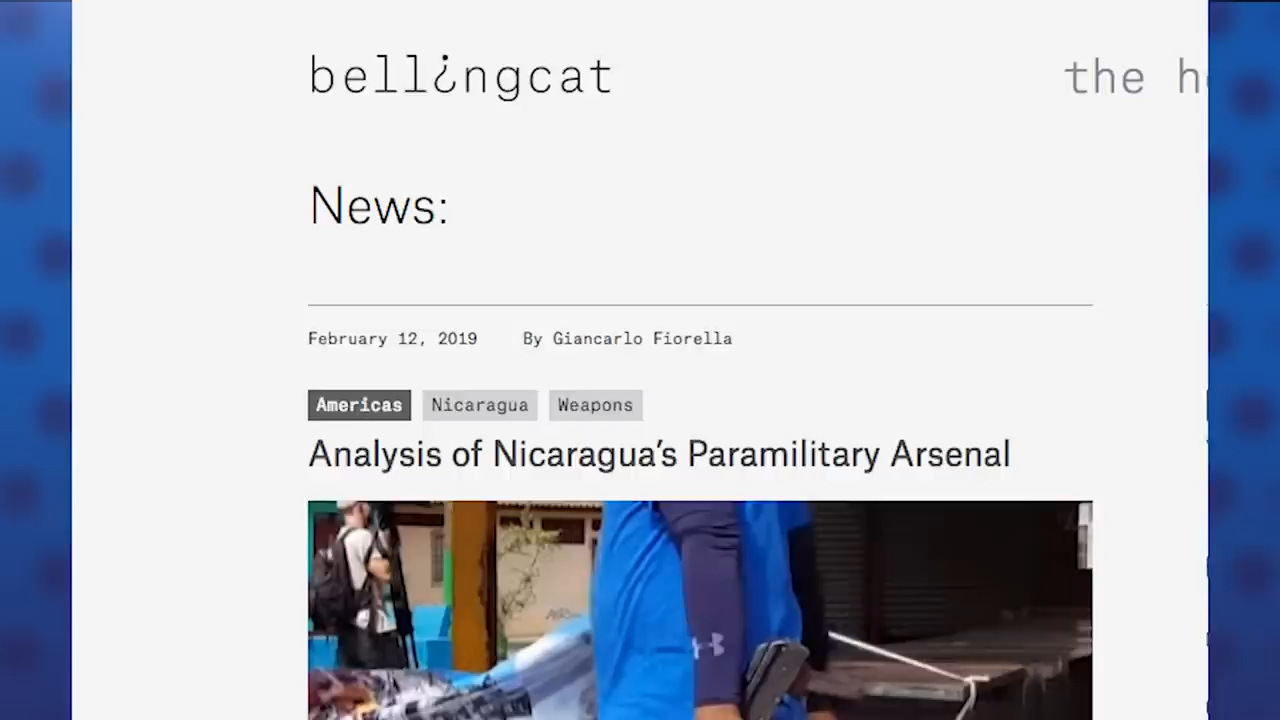 bell¿ngcat
the h
News:
February 12, 2019 By Giancarlo Fiorella
Americas Nicaragua Weapons
Analysis of Nicaragua's Paramilitary Arsenal